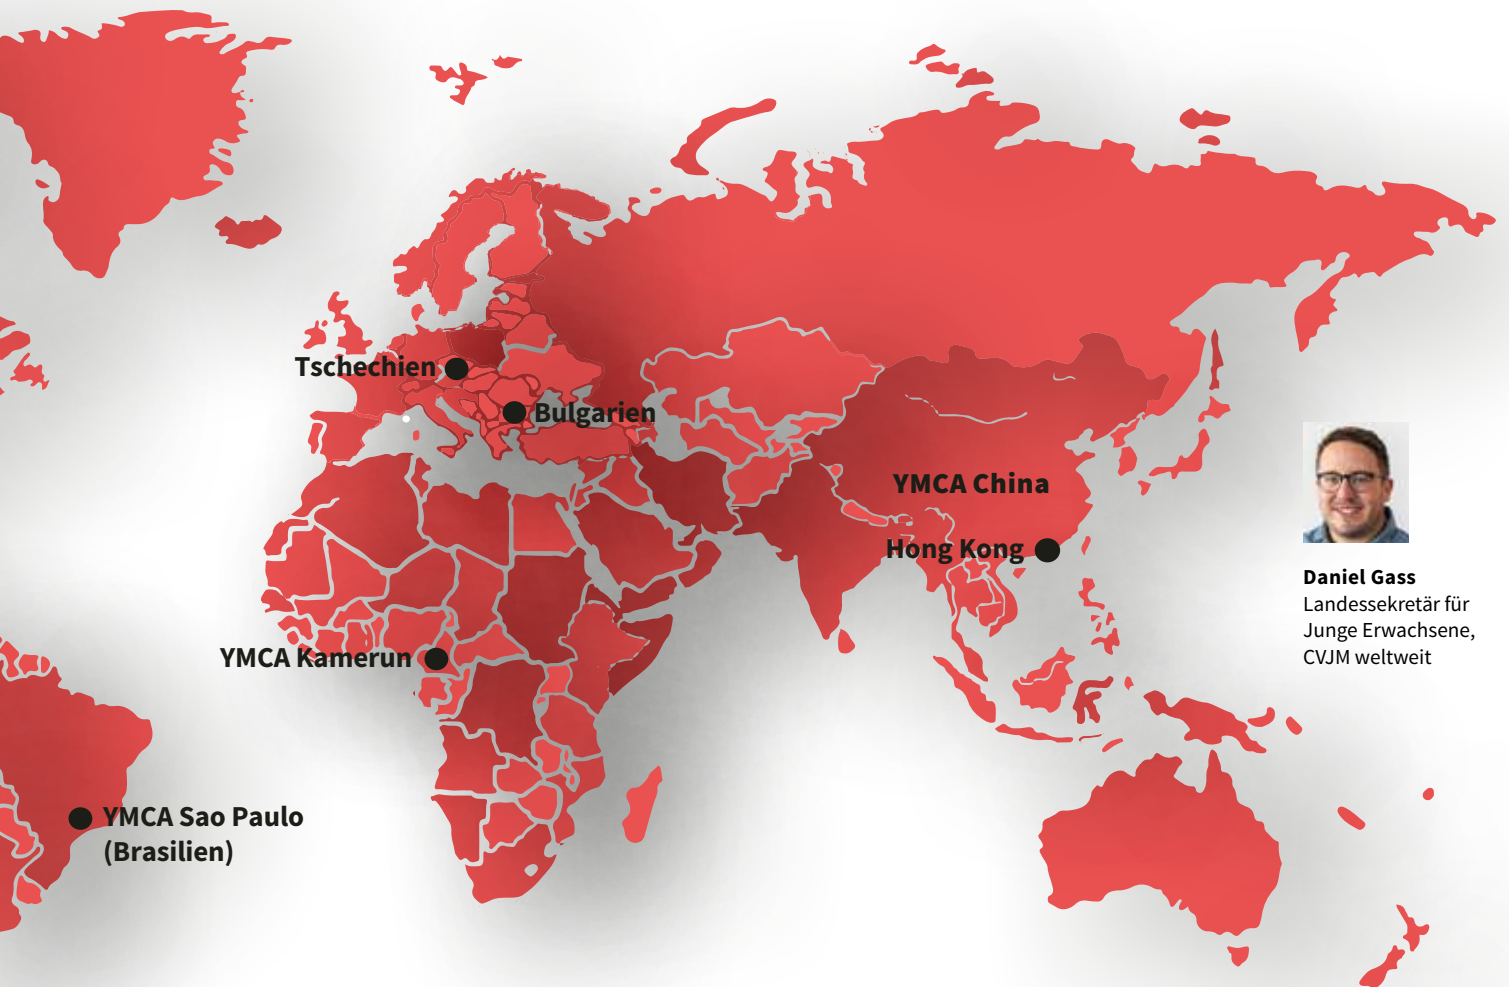 Tschechien
Bulgarien
YMCA China
Hong Kong
YMCA Kamerun
YMCA Sao Paulo
(Brasilien)
Daniel Gass
Landessekretär für
Junge Erwachsene,
CVJM weltweit